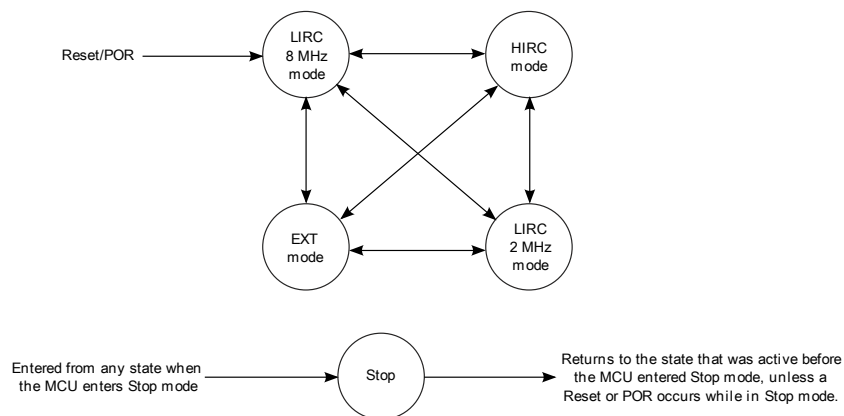 Reset/POR
LIRC
8 MHz
mode
HIRC
mode
EXT
mode
LIRC
2 MHz
mode
Entered from any state when
the MCU enters Stop mode
Stop
Returns to the state that was active before
the MCU entered Stop mode, unless a
Reset or POR occurs while in Stop mode.